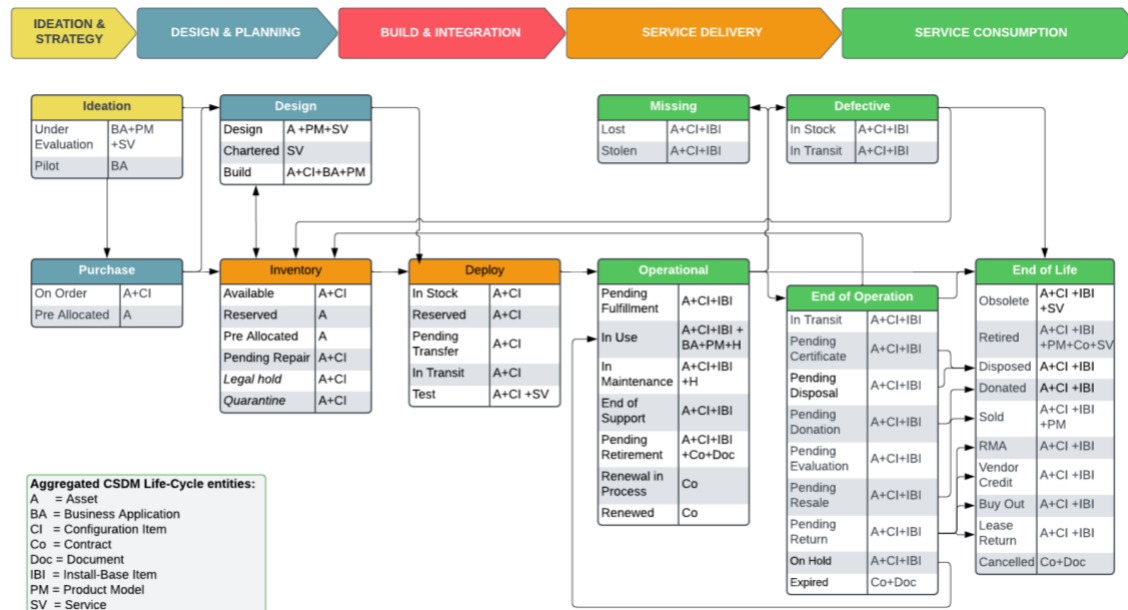 IDEATION &
STRATEGY
DESIGN & PLANNING
BUILD & INTEGRATION
SERVICE DELIVERY
SERVICE CONSUMPTION
Ideation
Under
Evaluation
BA+PM
+SV
Pilot
BA
Design
Design
A +PM+SV
Chartered
SV
Build
A+CI+BA+PM
Missing
Lost
A+CI+IBI
Stolen
A+CI+IBI
Defective
In Stock
A+CI+IBI
In Transit
A+CI+IBI
Purchase
On Order
A+CI
Pre Allocated
A
Inventory
Available
A+CI
Reserved
A
Pre Allocated
A
Pending Repair
A+CI
Legal hold
A+CI
Quarantine
A+CI
Deploy
In Stock
A+CI
Reserved
A+CI
Pending
Transfer
A+CI
In Transit
A+CI
Test
A+CI +SV
Operational
Pending
Fulfillment
A+CI+IBI
In Use
A+CI+IBI +
BA+PM+H
In
Maintenance
A+CI+IBI
+H
End of
Support
A+CI+IBI
Pending
Retirement
A+CI+IBI
+Co+Doc
Renewal in
Process
Co
Renewed
Co
End of Operation
In Transit
A+CI+IBI
Pending
Certificate
A+CI+IBI
Pending
Disposal
A+CI+IBI
Pending
Donation
A+CI+IBI
Pending
Evaluation
A+CI+IBI
Pending
Resale
A+CI+IBI
Pending
Return
A+CI+IBI
On Hold
A+CI+IBI
Expired
Co+Doc
End of Life
Obsolete
A+CI +IBI
+SV
Retired
A+CI +IBI
+PM+Co+SV
Disposed
A+CI +IBI
Donated
A+CI +IBI
Sold
A+CI +IBI
+PM
RMA
A+CI +IBI
Vendor
Credit
A+CI +IBI
Buy Out
A+CI +IBI
Lease
Return
A+CI +IBI
Cancelled
Co+Doc
Aggregated CSDM Life-Cycle entities:
A = Asset
BA = Business Application
CI = Configuration Item
Co = Contract
Doc = Document
IBI = Install-Base Item
PM = Product Model
SV = Service